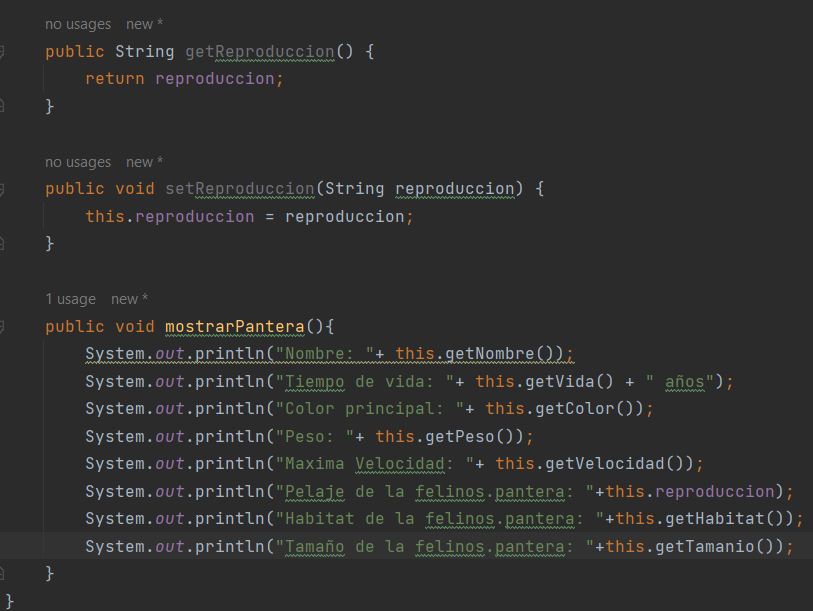 no usages   new *
public String getReproduccion() {
    return reproduccion;
}
no usages   new *
public void setReproduccion(String reproduccion) {
    this.reproduccion = reproduccion;
}
1 usage   new *
public void mostrarPantera(){
    System.out.println("Nombre: "+ this.getNombre());
    System.out.println("Tiempo de vida: "+ this.getVida() + " años");
    System.out.println("Color principal: "+ this.getColor());
    System.out.println("Peso: "+ this.getPeso());
    System.out.println("Maxima Velocidad: "+ this.getVelocidad());
    System.out.println("Pelaje de la felinos.pantera: "+this.reproduccion);
    System.out.println("Habitat de la felinos.pantera: "+this.getHabitat());
    System.out.println("Tamaño de la felinos.pantera: "+this.getTamanio());
}
}